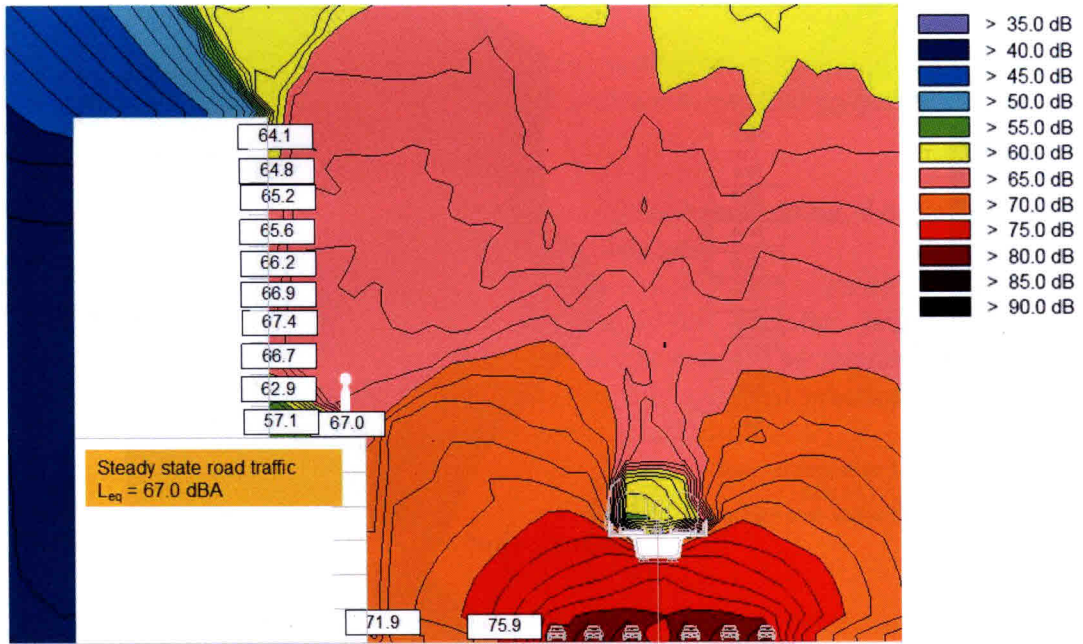 64.1
64.8
65.2
65.6
66.2
66.9
67.4
66.7
62.9
57.1
67.0
Steady state road traffic
Leq = 67.0 dBA
71.9
75.9
> 35.0 dB
> 40.0 dB
> 45.0 dB
> 50.0 dB
> 55.0 dB
> 60.0 dB
> 65.0 dB
> 70.0 dB
> 75.0 dB
> 80.0 dB
> 85.0 dB
> 90.0 dB